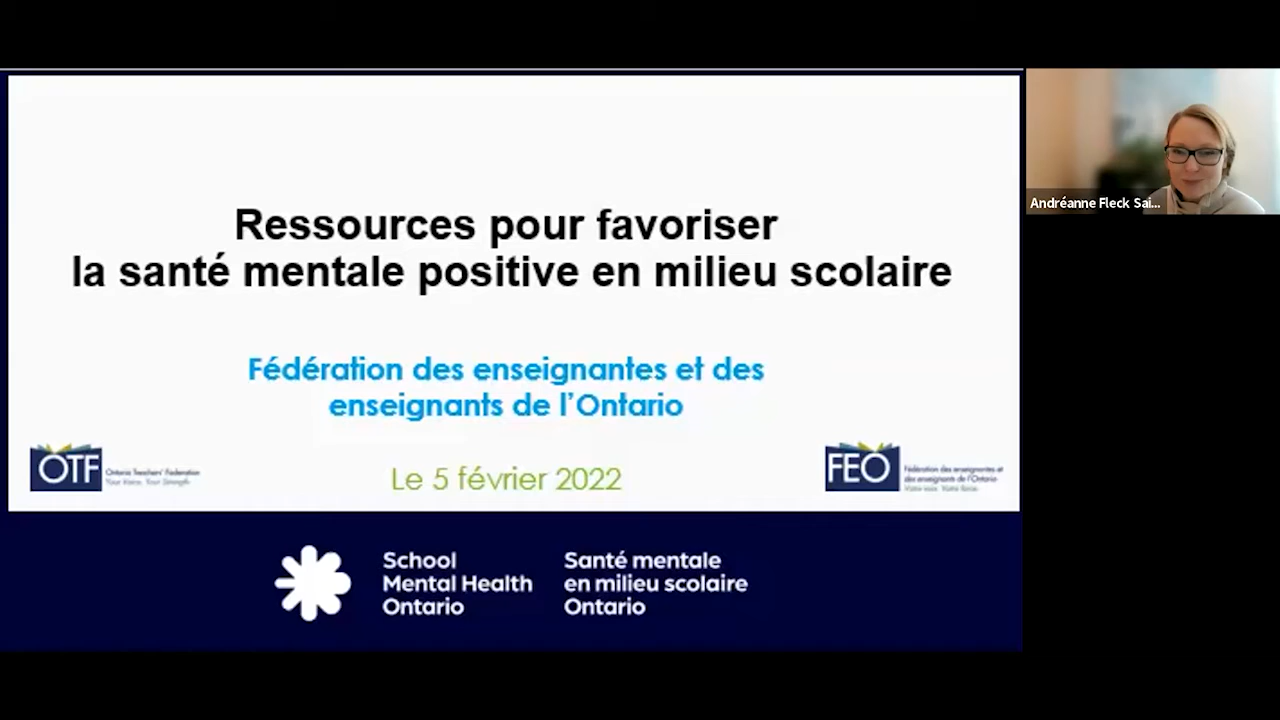 Ressources pour favoriser
la santé mentale positive en milieu scolaire
Fédération des enseignantes et des
enseignants de l'Ontario
Le 5 février 2022
OTF
Ontario Teachers' Federation
Your Voice. Your Strength.
FEO
Fédération des enseignantes et
des enseignants de l'Ontario
Votre voix. Votre force.
School
Mental Health
Ontario
Santé mentale
en milieu scolaire
Ontario
Andréanne Fleck Sai...